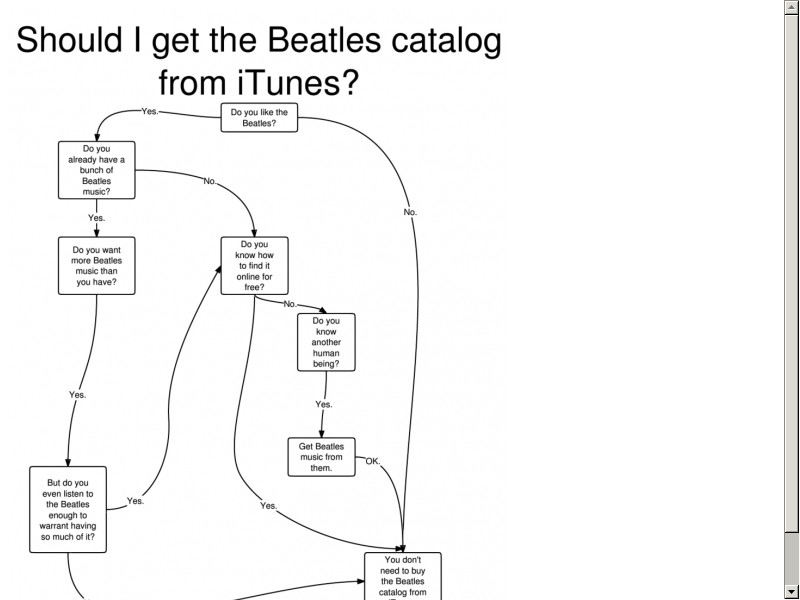 Should I get the Beatles catalog
from iTunes?
Do you like the
Beatles?
Yes.
No.
Do you
already have a
bunch of
Beatles
music?
No.
Yes.
Do you want
more Beatles
music than
you have?
Do you
know how
to find it
online for
free?
No.
Do you
know
another
human
being?
Yes.
Yes.
Get Beatles
music from
them.
OK.
But do you
even listen to
the Beatles
enough to
warrant having
so much of it?
Yes.
Yes.
You don't
need to buy
the Beatles
catalog from